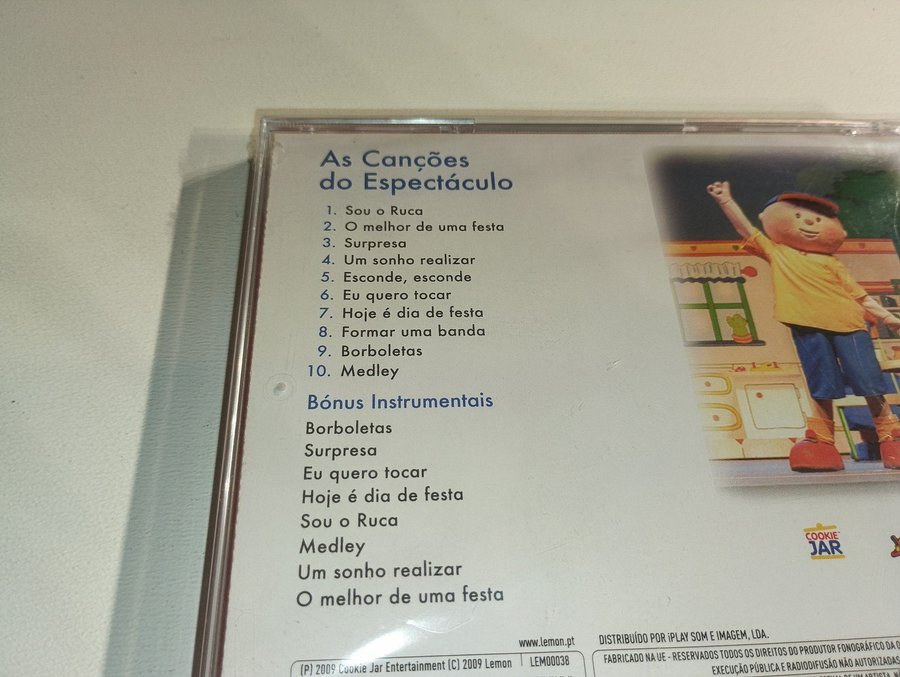 As Canções
do Espectáculo
1. Sou o Ruca
2. O melhor de uma festa
3. Surpresa
4. Um sonho realizar
5. Esconde, esconde
6. Eu quero tocar
7. Hoje é dia de festa
8. Formar uma banda
9. Borboletas
10. Medley
Bónus Instrumentais
Borboletas
Surpresa
Eu quero tocar
Hoje é dia de festa
Sou o Ruca
Medley
Um sonho realizar
O melhor de uma festa
COOKIE
JAR
www.lemon.pt
DISTRIBUÍDO POR iPLAY SOM E IMAGEM, LDA.
(P) 2009 Cookie Jar Entertainment (C) 2009 Lemon
LEM00038
FABRICADO NA UE - RESERVADOS TODOS OS DIREITOS DO PRODUTOR FONOGRÁFICO DA O
EXECUÇÃO PÚBLICA E RADIODIFUSÃO NÃO AUTORIZADAS